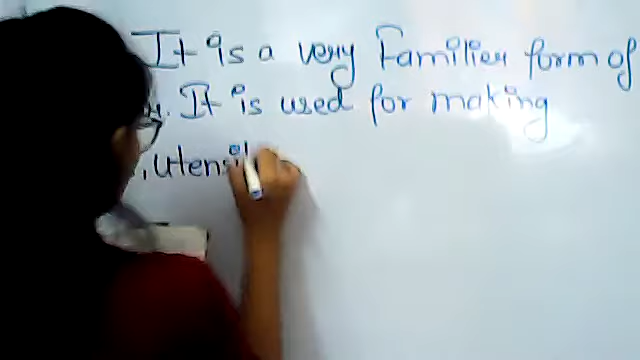 It is a very Familier form of
. It is used for making
, Utensil